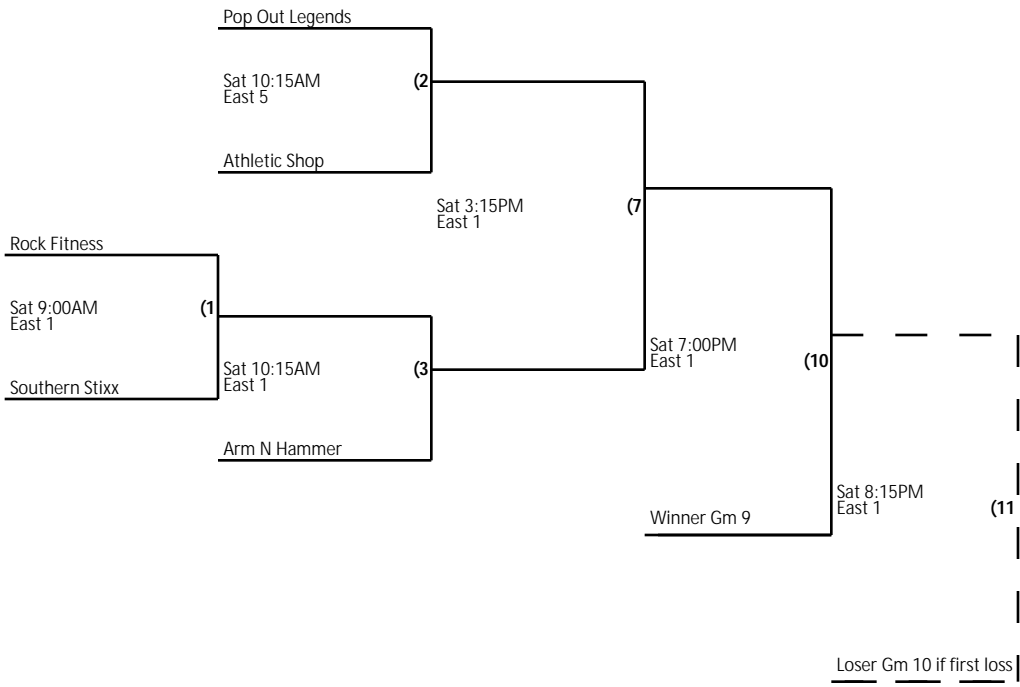 Pop Out Legends
Sat 10:15AM
East 5
(2
Athletic Shop
Sat 3:15PM
East 1
(7
Rock Fitness
Sat 9:00AM
East 1
(1
Southern Stixx
Sat 10:15AM
East 1
(3
Arm N Hammer
Sat 7:00PM
East 1
(10
Winner Gm 9
Sat 8:15PM
East 1
(11
Loser Gm 10 if first loss